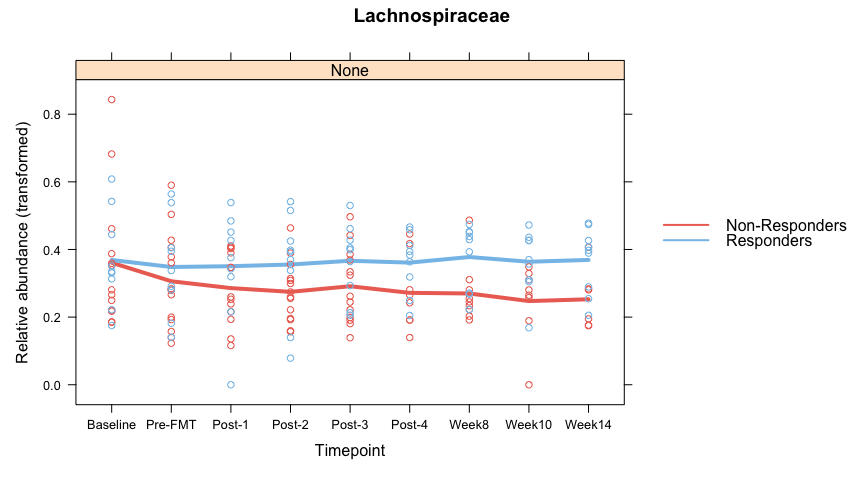 Lachnospiraceae
None
Relative abundance (transformed)
0.8
0.6
0.4
0.2
0.0
Baseline Pre-FMT Post-1 Post-2 Post-3 Post-4 Week8 Week10 Week14
Timepoint
Non-Responders
Responders